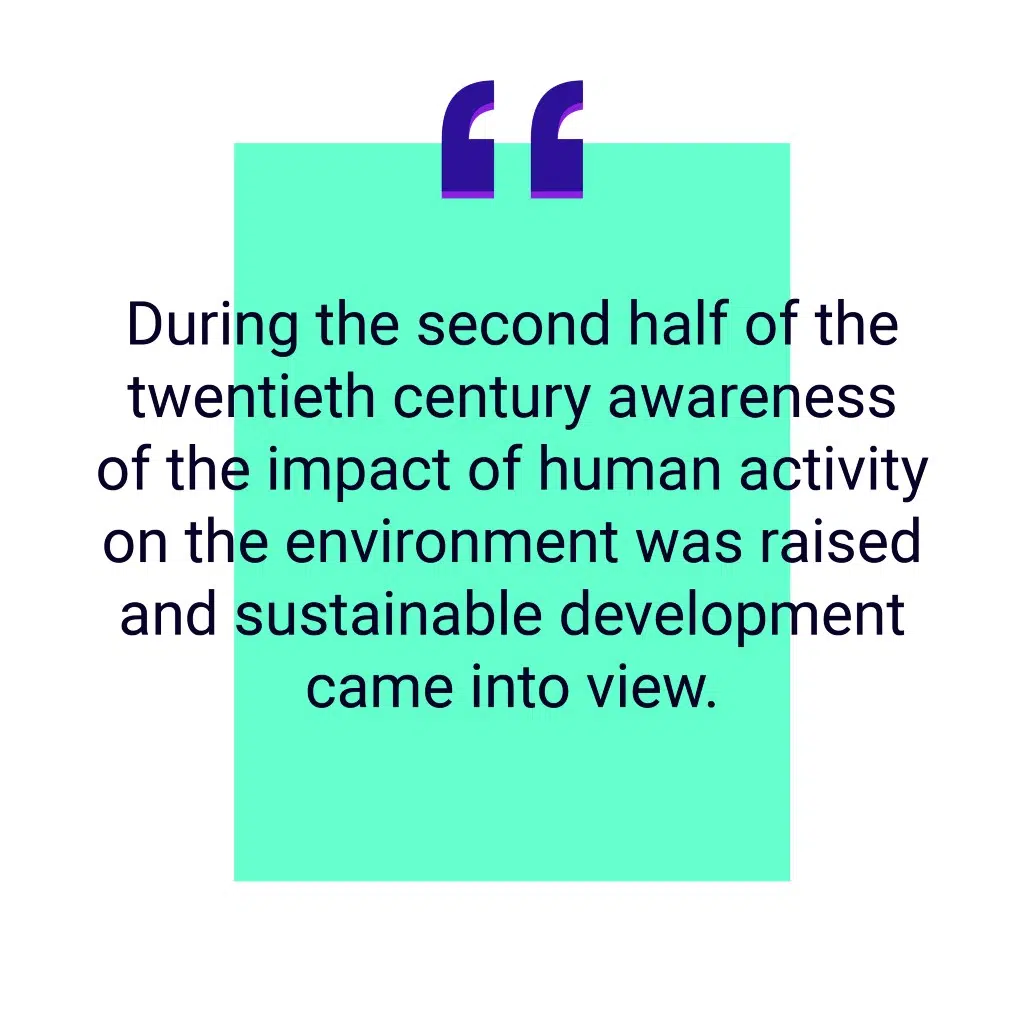 During the second half of the
twentieth century awareness
of the impact of human activity
on the environment was raised
and sustainable development
came into view.